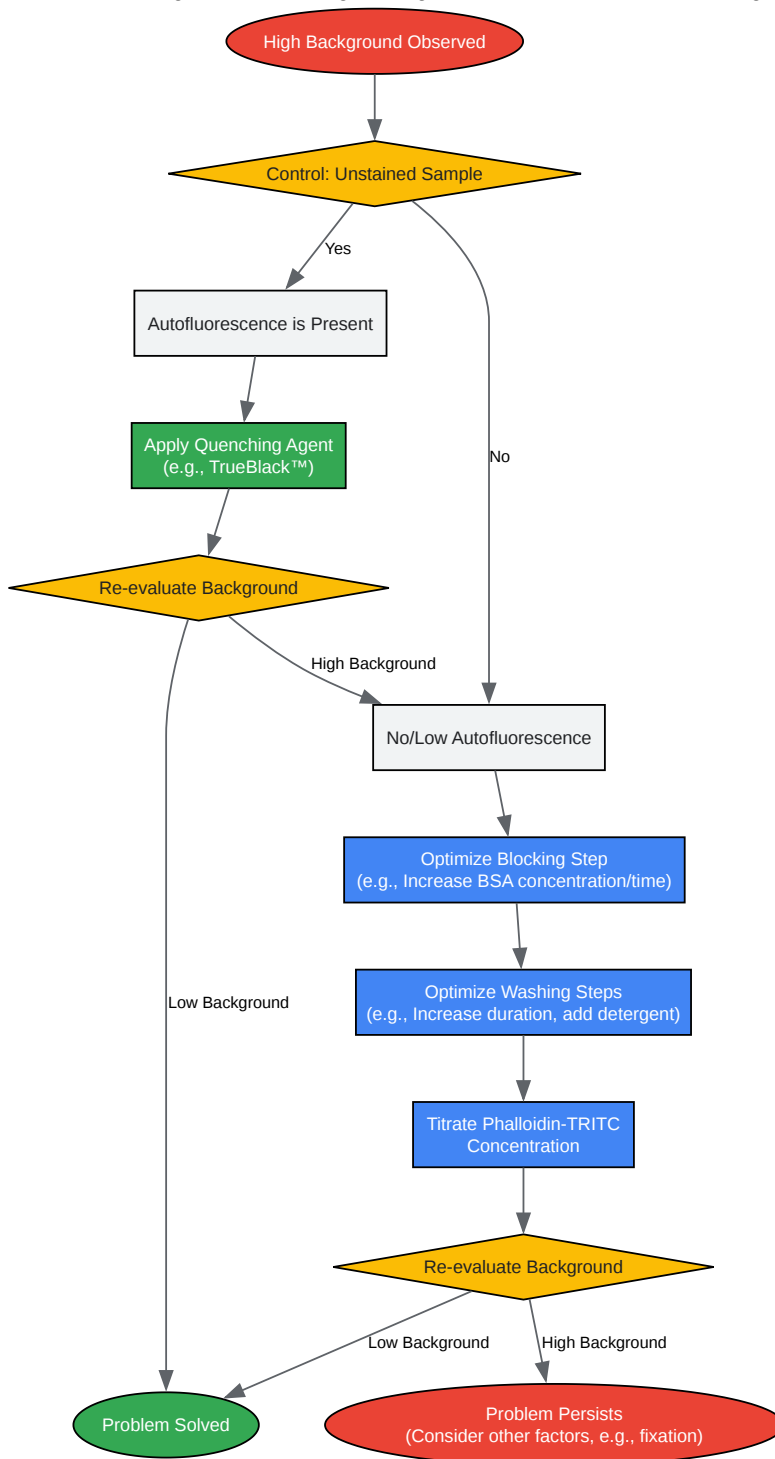 High Background Observed
Control: Unstained Sample
Yes
Autofluorescence is Present
Apply Quenching Agent
(e.g., TrueBlack™)
No
Re-evaluate Background
High Background
No/Low Autofluorescence
Optimize Blocking Step
(e.g., Increase BSA concentration/time)
Low Background
Optimize Washing Steps
(e.g., Increase duration, add detergent)
Titrate Phalloidin-TRITC
Concentration
Re-evaluate Background
Low Background
High Background
Problem Solved
Problem Persists
(Consider other factors, e.g., fixation)